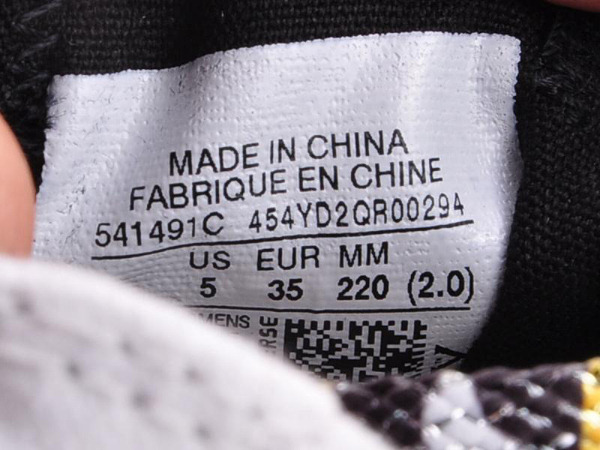 MADE IN CHINA
FABRIQUE EN CHINE
541491C 454YD2QR00294
US EUR MM
5 35 220 (2.0)